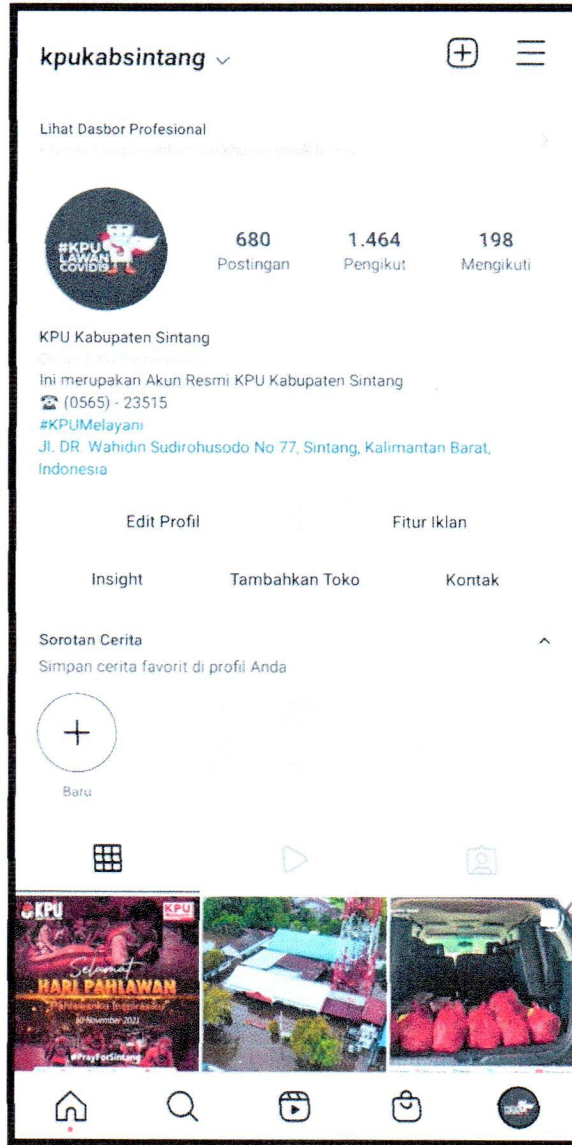 kpukabsintang
Lihat Dasbor Profesional
#KPU
LAWAN
COVID19
680 1.464 198
Postingan Pengikut Mengikuti
KPU Kabupaten Sintang
Ini merupakan Akun Resmi KPU Kabupaten Sintang
☎ (0565) - 23515
#KPUMelayani
Jl. DR. Wahidin Sudirohusodo No 77, Sintang, Kalimantan Barat,
Indonesia
Edit Profil Fitur Iklan
Insight Tambahkan Toko Kontak
Sorotan Cerita
Simpan cerita favorit di profil Anda
Baru
KPU KPU
Selamat
HARI PAHLAWAN
10 November 2021
#PrayForSintang